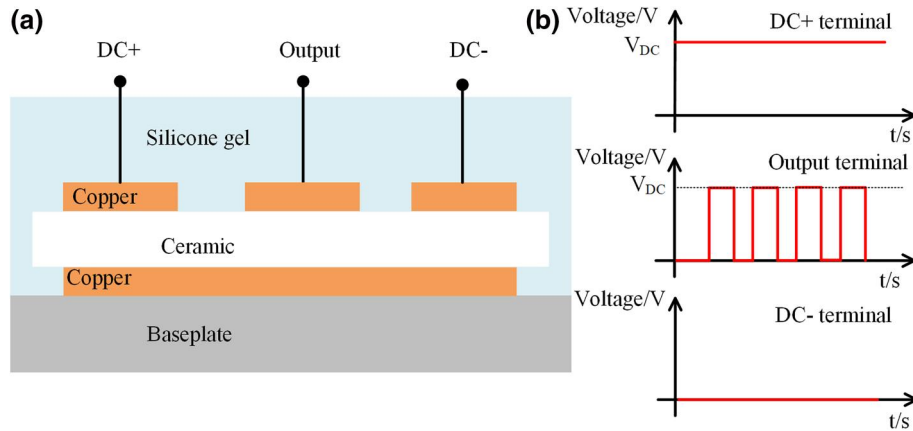 (a)
DC+ Output DC-
Silicone gel
Copper
Ceramic
Copper
Baseplate
(b)
Voltage/V DC+ terminal
VDC
t/s
Voltage/V Output terminal
VDC
t/s
Voltage/V DC- terminal
t/s